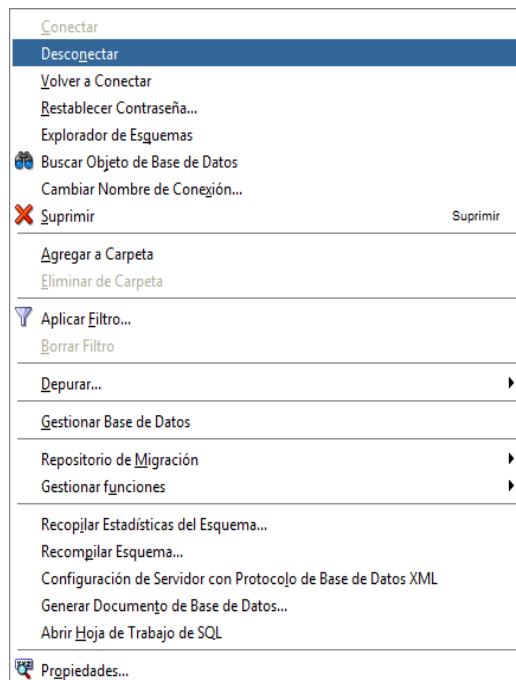 Conectar
Desconectar
Volver a Conectar
Restablecer Contraseña...
Explorador de Esquemas
Buscar Objeto de Base de Datos
Cambiar Nombre de Conexión...
Suprimir Suprimir
Agregar a Carpeta
Eliminar de Carpeta
Aplicar Filtro...
Borrar Filtro
Depurar...
Gestionar Base de Datos
Repositorio de Migración
Gestionar funciones
Recopilar Estadísticas del Esquema...
Recompilar Esquema...
Configuración de Servidor con Protocolo de Base de Datos XML
Generar Documento de Base de Datos...
Abrir Hoja de Trabajo de SQL
Propiedades...